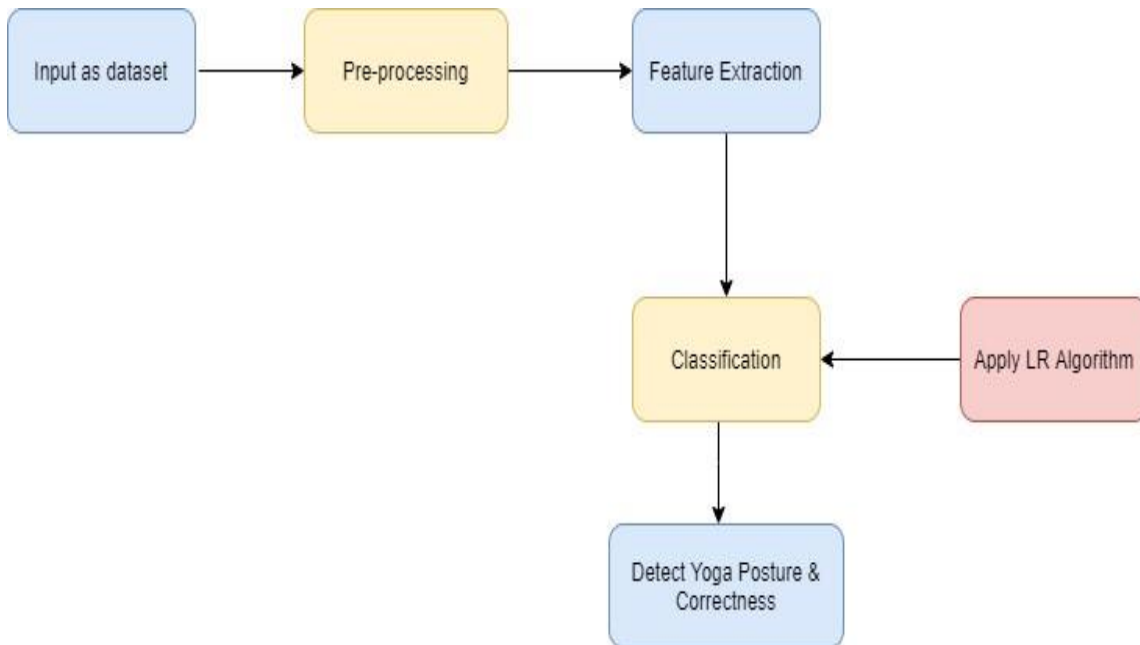 Input as dataset
Pre-processing
Feature Extraction
Classification
Apply LR Algorithm
Detect Yoga Posture &
Correctness